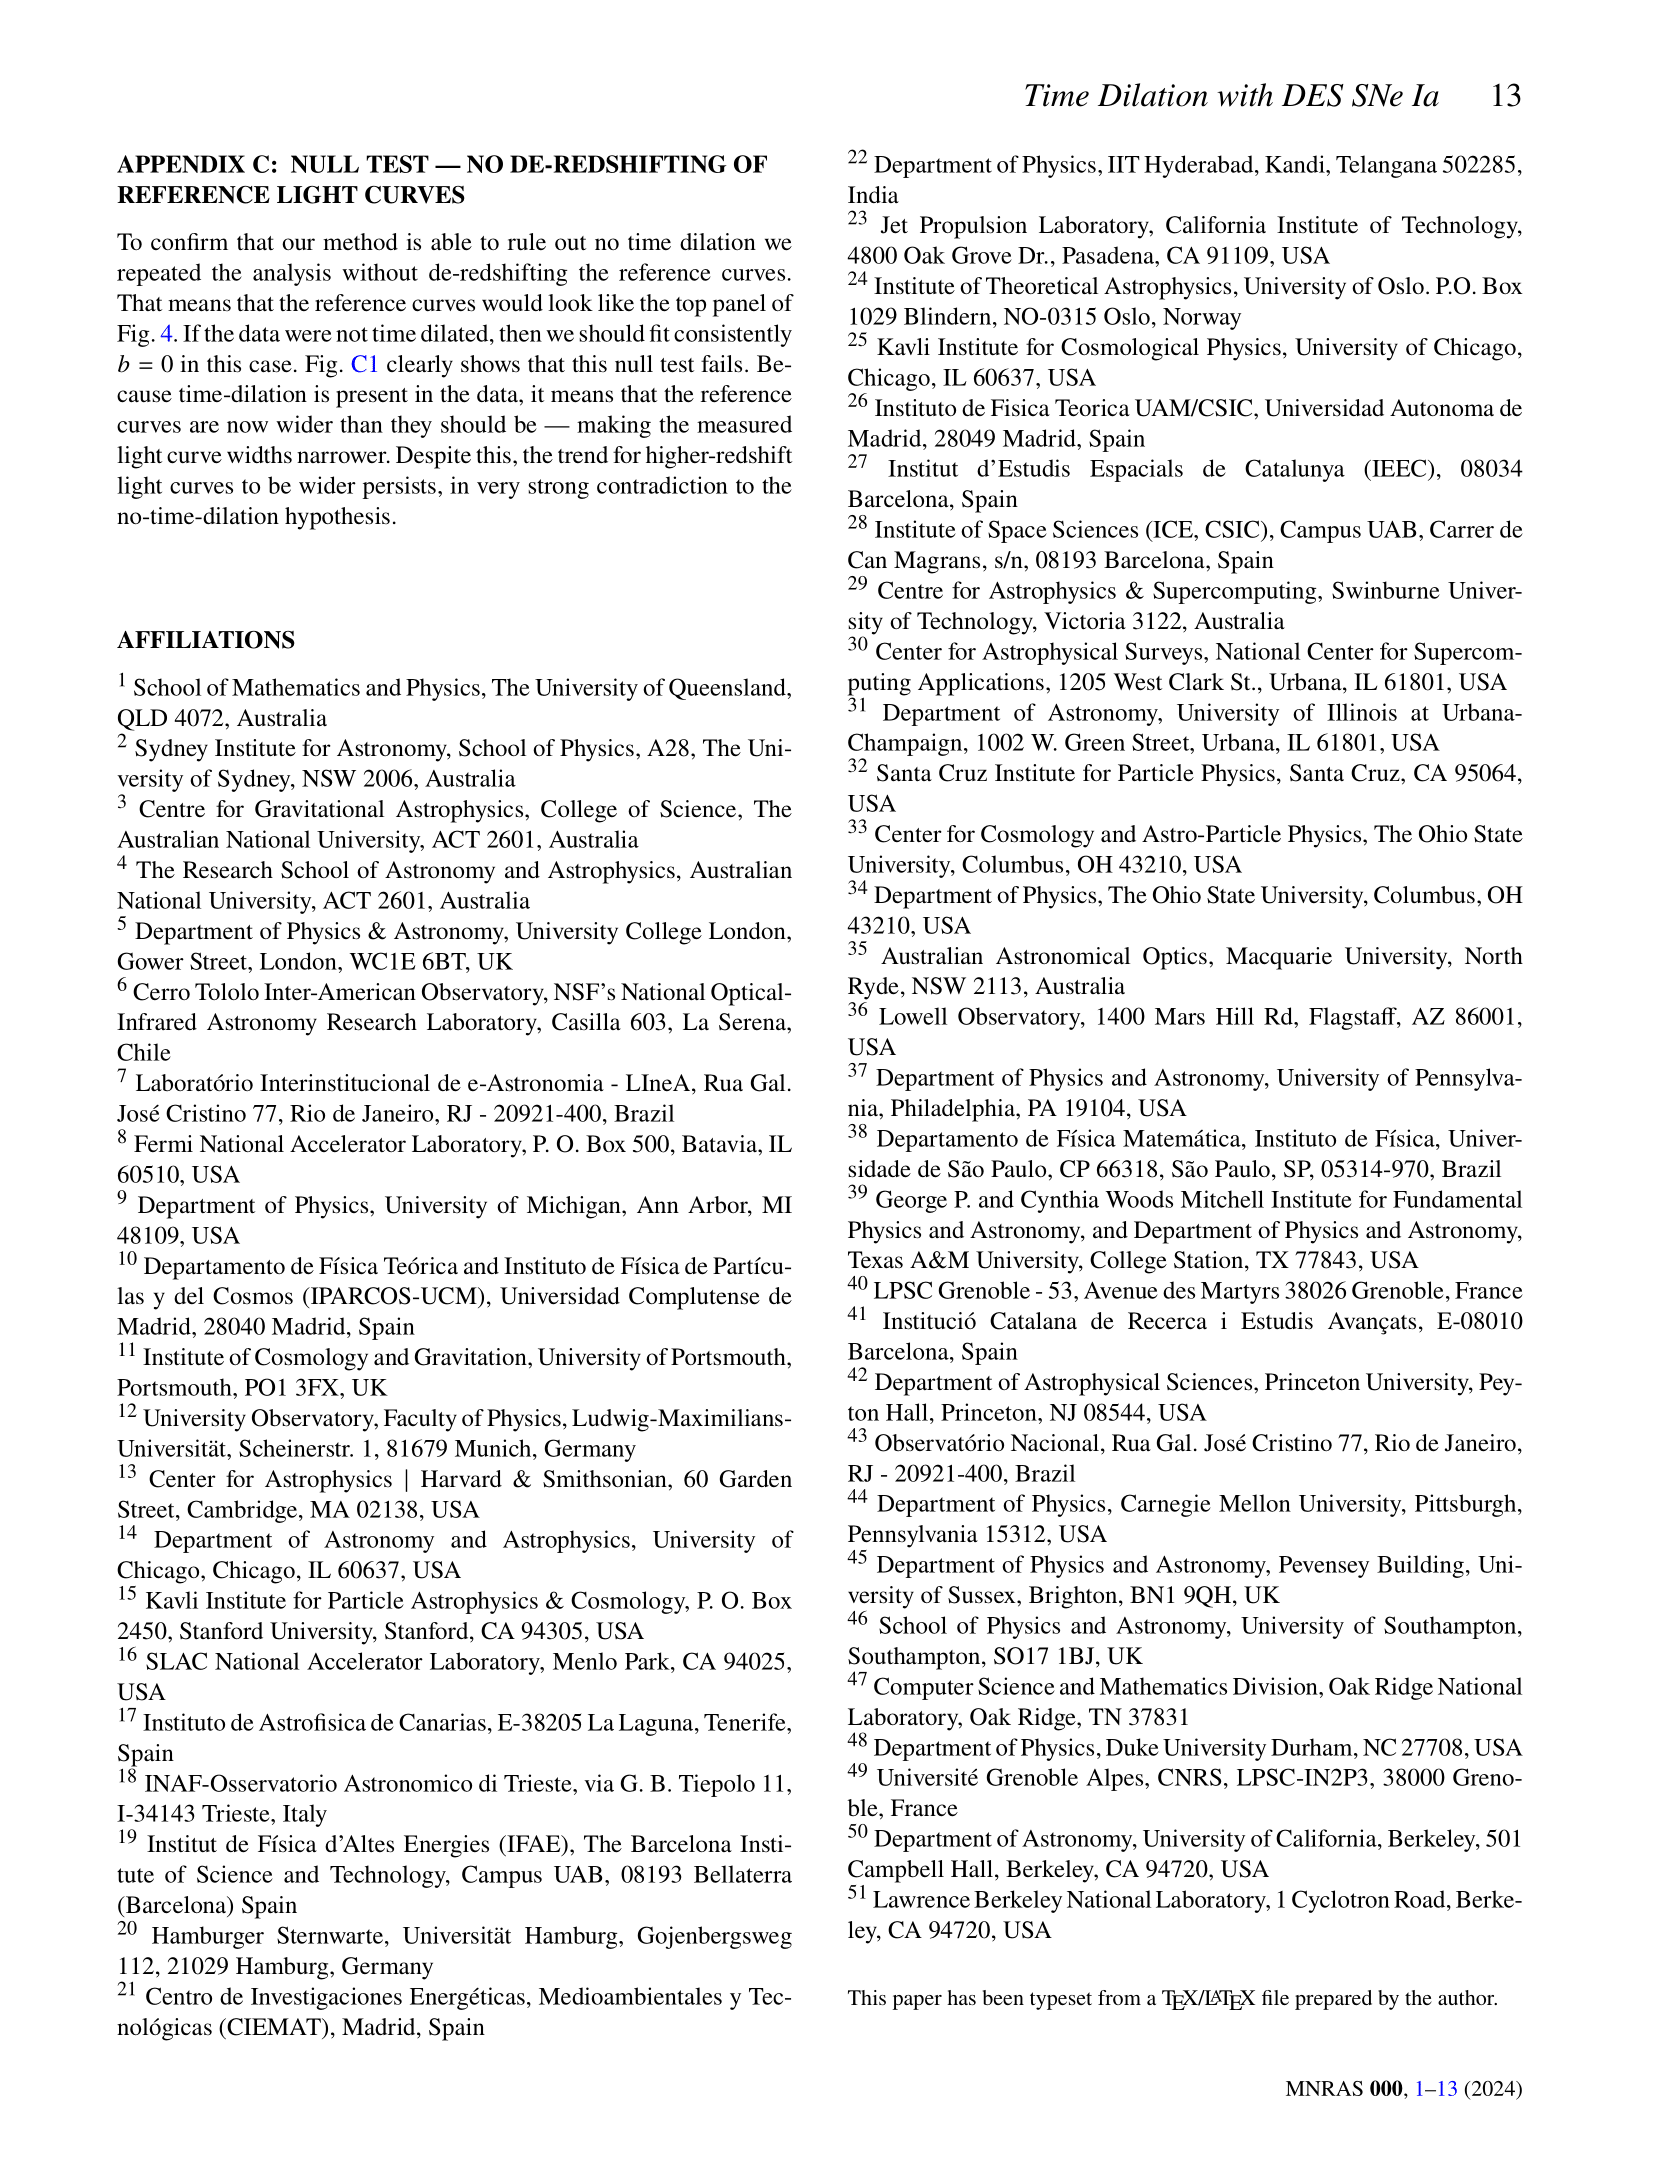 Time Dilation with DES SNe Ia 13
APPENDIX C: NULL TEST — NO DE-REDSHIFTING OF
REFERENCE LIGHT CURVES
To confirm that our method is able to rule out no time dilation we
repeated the analysis without de-redshifting the reference curves.
That means that the reference curves would look like the top panel of
Fig. 4. If the data were not time dilated, then we should fit consistently
b = 0 in this case. Fig. C1 clearly shows that this null test fails. Be-
cause time-dilation is present in the data, it means that the reference
curves are now wider than they should be — making the measured
light curve widths narrower. Despite this, the trend for higher-redshift
light curves to be wider persists, in very strong contradiction to the
no-time-dilation hypothesis.
AFFILIATIONS
1 School of Mathematics and Physics, The University of Queensland,
QLD 4072, Australia
2 Sydney Institute for Astronomy, School of Physics, A28, The Uni-
versity of Sydney, NSW 2006, Australia
3 Centre for Gravitational Astrophysics, College of Science, The
Australian National University, ACT 2601, Australia
4 The Research School of Astronomy and Astrophysics, Australian
National University, ACT 2601, Australia
5 Department of Physics & Astronomy, University College London,
Gower Street, London, WC1E 6BT, UK
6 Cerro Tololo Inter-American Observatory, NSF's National Optical-
Infrared Astronomy Research Laboratory, Casilla 603, La Serena,
Chile
7 Laboratório Interinstitucional de e-Astronomia - LIneA, Rua Gal.
José Cristino 77, Rio de Janeiro, RJ - 20921-400, Brazil
8 Fermi National Accelerator Laboratory, P. O. Box 500, Batavia, IL
60510, USA
9 Department of Physics, University of Michigan, Ann Arbor, MI
48109, USA
10 Departamento de Física Teórica and Instituto de Física de Partícu-
las y del Cosmos (IPARCOS-UCM), Universidad Complutense de
Madrid, 28040 Madrid, Spain
11 Institute of Cosmology and Gravitation, University of Portsmouth,
Portsmouth, PO1 3FX, UK
12 University Observatory, Faculty of Physics, Ludwig-Maximilians-
Universität, Scheinerstr. 1, 81679 Munich, Germany
13 Center for Astrophysics | Harvard & Smithsonian, 60 Garden
Street, Cambridge, MA 02138, USA
14 Department of Astronomy and Astrophysics, University of
Chicago, Chicago, IL 60637, USA
15 Kavli Institute for Particle Astrophysics & Cosmology, P. O. Box
2450, Stanford University, Stanford, CA 94305, USA
16 SLAC National Accelerator Laboratory, Menlo Park, CA 94025,
USA
17 Instituto de Astrofisica de Canarias, E-38205 La Laguna, Tenerife,
Spain
18 INAF-Osservatorio Astronomico di Trieste, via G. B. Tiepolo 11,
I-34143 Trieste, Italy
19 Institut de Física d'Altes Energies (IFAE), The Barcelona Insti-
tute of Science and Technology, Campus UAB, 08193 Bellaterra
(Barcelona) Spain
20 Hamburger Sternwarte, Universität Hamburg, Gojenbergsweg
112, 21029 Hamburg, Germany
21 Centro de Investigaciones Energéticas, Medioambientales y Tec-
nológicas (CIEMAT), Madrid, Spain
22 Department of Physics, IIT Hyderabad, Kandi, Telangana 502285,
India
23 Jet Propulsion Laboratory, California Institute of Technology,
4800 Oak Grove Dr., Pasadena, CA 91109, USA
24 Institute of Theoretical Astrophysics, University of Oslo. P.O. Box
1029 Blindern, NO-0315 Oslo, Norway
25 Kavli Institute for Cosmological Physics, University of Chicago,
Chicago, IL 60637, USA
26 Instituto de Fisica Teorica UAM/CSIC, Universidad Autonoma de
Madrid, 28049 Madrid, Spain
27 Institut d'Estudis Espacials de Catalunya (IEEC), 08034
Barcelona, Spain
28 Institute of Space Sciences (ICE, CSIC), Campus UAB, Carrer de
Can Magrans, s/n, 08193 Barcelona, Spain
29 Centre for Astrophysics & Supercomputing, Swinburne Univer-
sity of Technology, Victoria 3122, Australia
30 Center for Astrophysical Surveys, National Center for Supercom-
puting Applications, 1205 West Clark St., Urbana, IL 61801, USA
31 Department of Astronomy, University of Illinois at Urbana-
Champaign, 1002 W. Green Street, Urbana, IL 61801, USA
32 Santa Cruz Institute for Particle Physics, Santa Cruz, CA 95064,
USA
33 Center for Cosmology and Astro-Particle Physics, The Ohio State
University, Columbus, OH 43210, USA
34 Department of Physics, The Ohio State University, Columbus, OH
43210, USA
35 Australian Astronomical Optics, Macquarie University, North
Ryde, NSW 2113, Australia
36 Lowell Observatory, 1400 Mars Hill Rd, Flagstaff, AZ 86001,
USA
37 Department of Physics and Astronomy, University of Pennsylva-
nia, Philadelphia, PA 19104, USA
38 Departamento de Física Matemática, Instituto de Física, Univer-
sidade de São Paulo, CP 66318, São Paulo, SP, 05314-970, Brazil
39 George P. and Cynthia Woods Mitchell Institute for Fundamental
Physics and Astronomy, and Department of Physics and Astronomy,
Texas A&M University, College Station, TX 77843, USA
40 LPSC Grenoble - 53, Avenue des Martyrs 38026 Grenoble, France
41 Institució Catalana de Recerca i Estudis Avançats, E-08010
Barcelona, Spain
42 Department of Astrophysical Sciences, Princeton University, Pey-
ton Hall, Princeton, NJ 08544, USA
43 Observatório Nacional, Rua Gal. José Cristino 77, Rio de Janeiro,
RJ - 20921-400, Brazil
44 Department of Physics, Carnegie Mellon University, Pittsburgh,
Pennsylvania 15312, USA
45 Department of Physics and Astronomy, Pevensey Building, Uni-
versity of Sussex, Brighton, BN1 9QH, UK
46 School of Physics and Astronomy, University of Southampton,
Southampton, SO17 1BJ, UK
47 Computer Science and Mathematics Division, Oak Ridge National
Laboratory, Oak Ridge, TN 37831
48 Department of Physics, Duke University Durham, NC 27708, USA
49 Université Grenoble Alpes, CNRS, LPSC-IN2P3, 38000 Greno-
ble, France
50 Department of Astronomy, University of California, Berkeley, 501
Campbell Hall, Berkeley, CA 94720, USA
51 Lawrence Berkeley National Laboratory, 1 Cyclotron Road, Berke-
ley, CA 94720, USA
This paper has been typeset from a TEX/LATEX file prepared by the author.
MNRAS 000, 1–13 (2024)